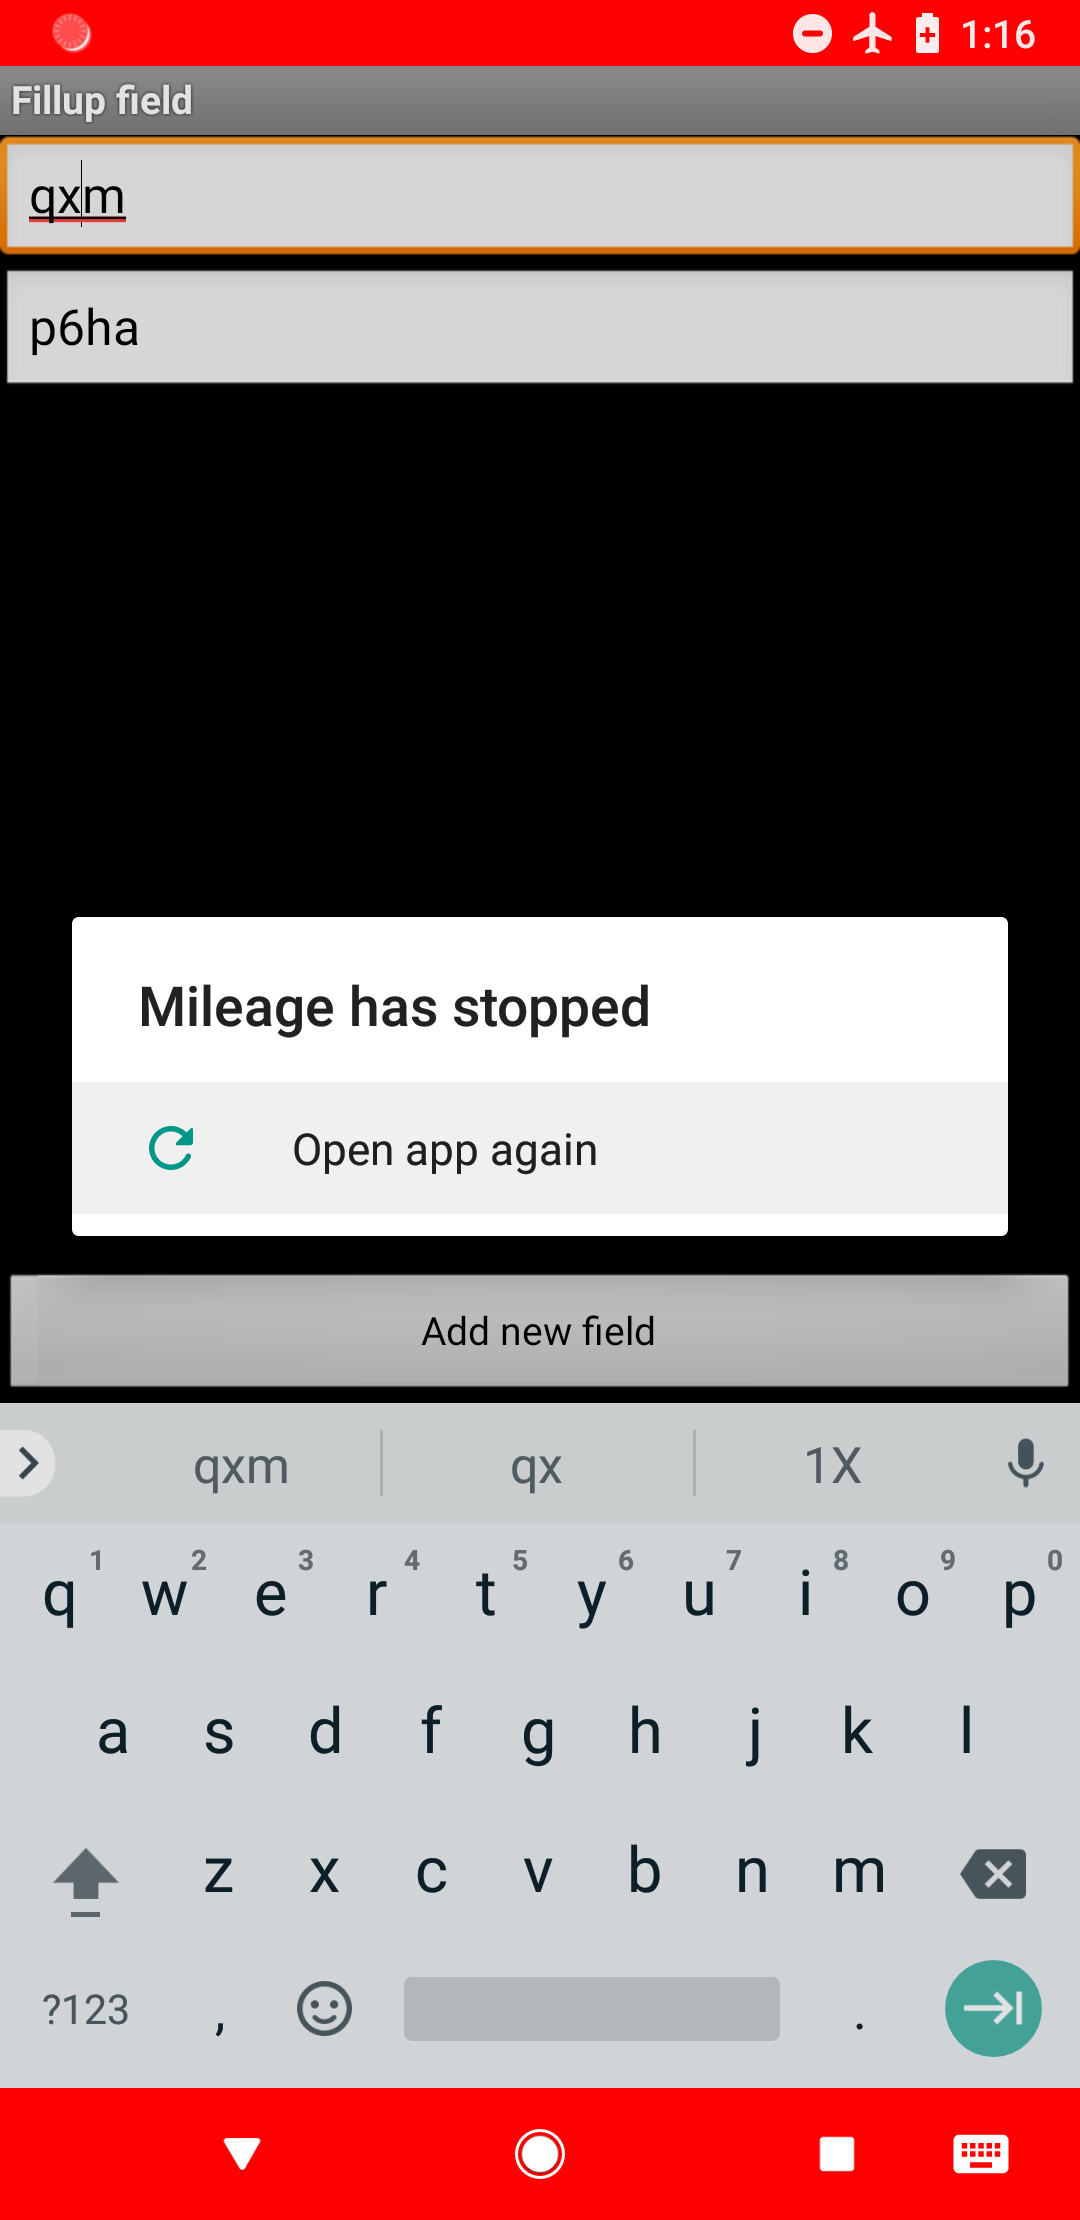 1:16
Fillup field
qxm
p6ha
Mileage has stopped
Open app again
Add new field
qxm qx 1X
1 2 3 4 5 6 7 8 9 0
q w e r t y u i o p
a s d f g h j k l
z x c v b n m
?123 , .